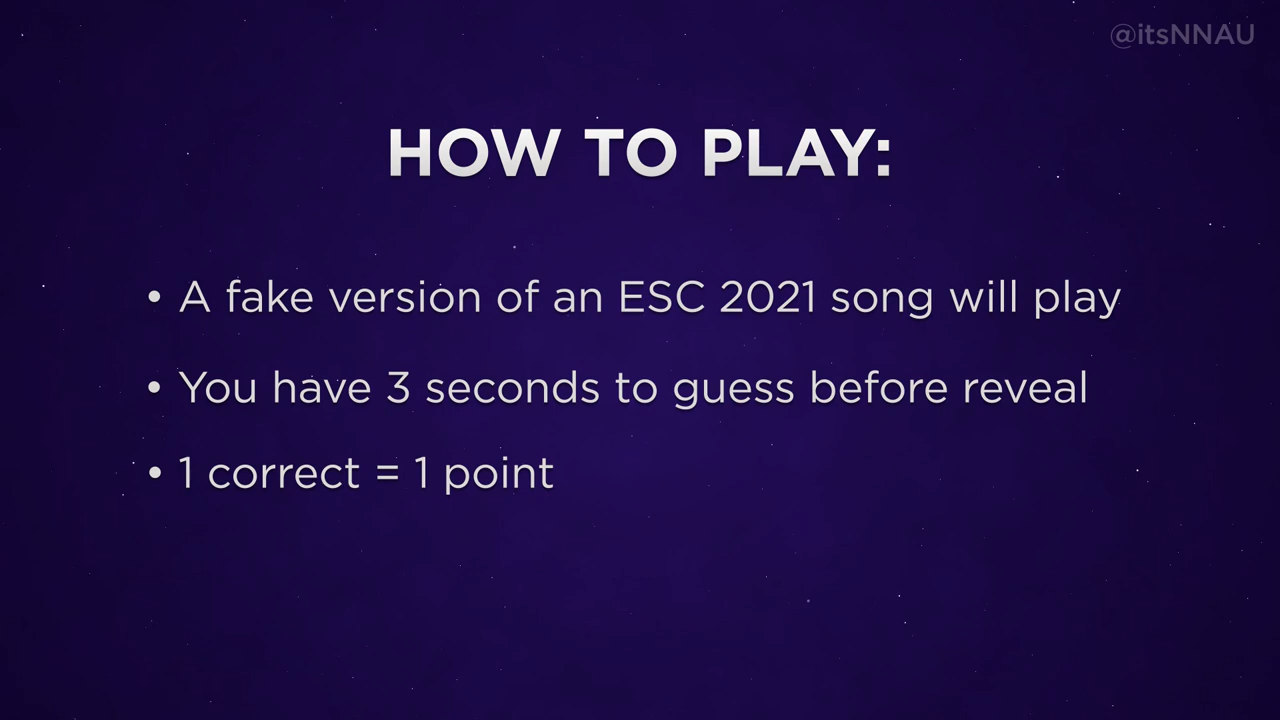 @itsNNAU
HOW TO PLAY:
• A fake version of an ESC 2021 song will play
• You have 3 seconds to guess before reveal
• 1 correct = 1 point